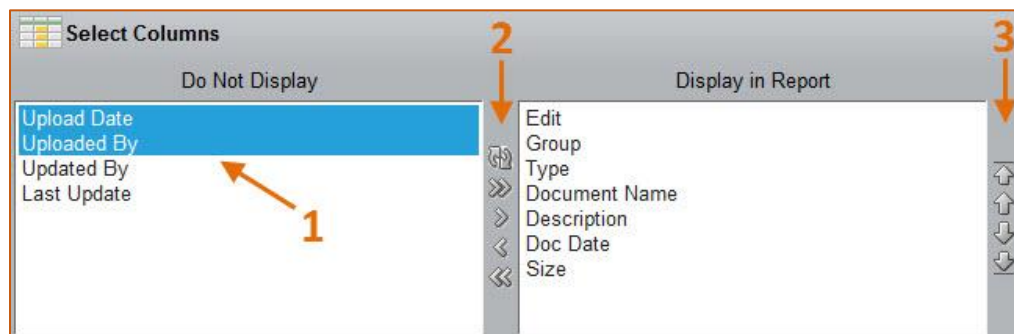 Select Columns
2
3
Do Not Display
Display in Report
Upload Date
Uploaded By
Updated By
Last Update
1
Edit
Group
Type
Document Name
Description
Doc Date
Size